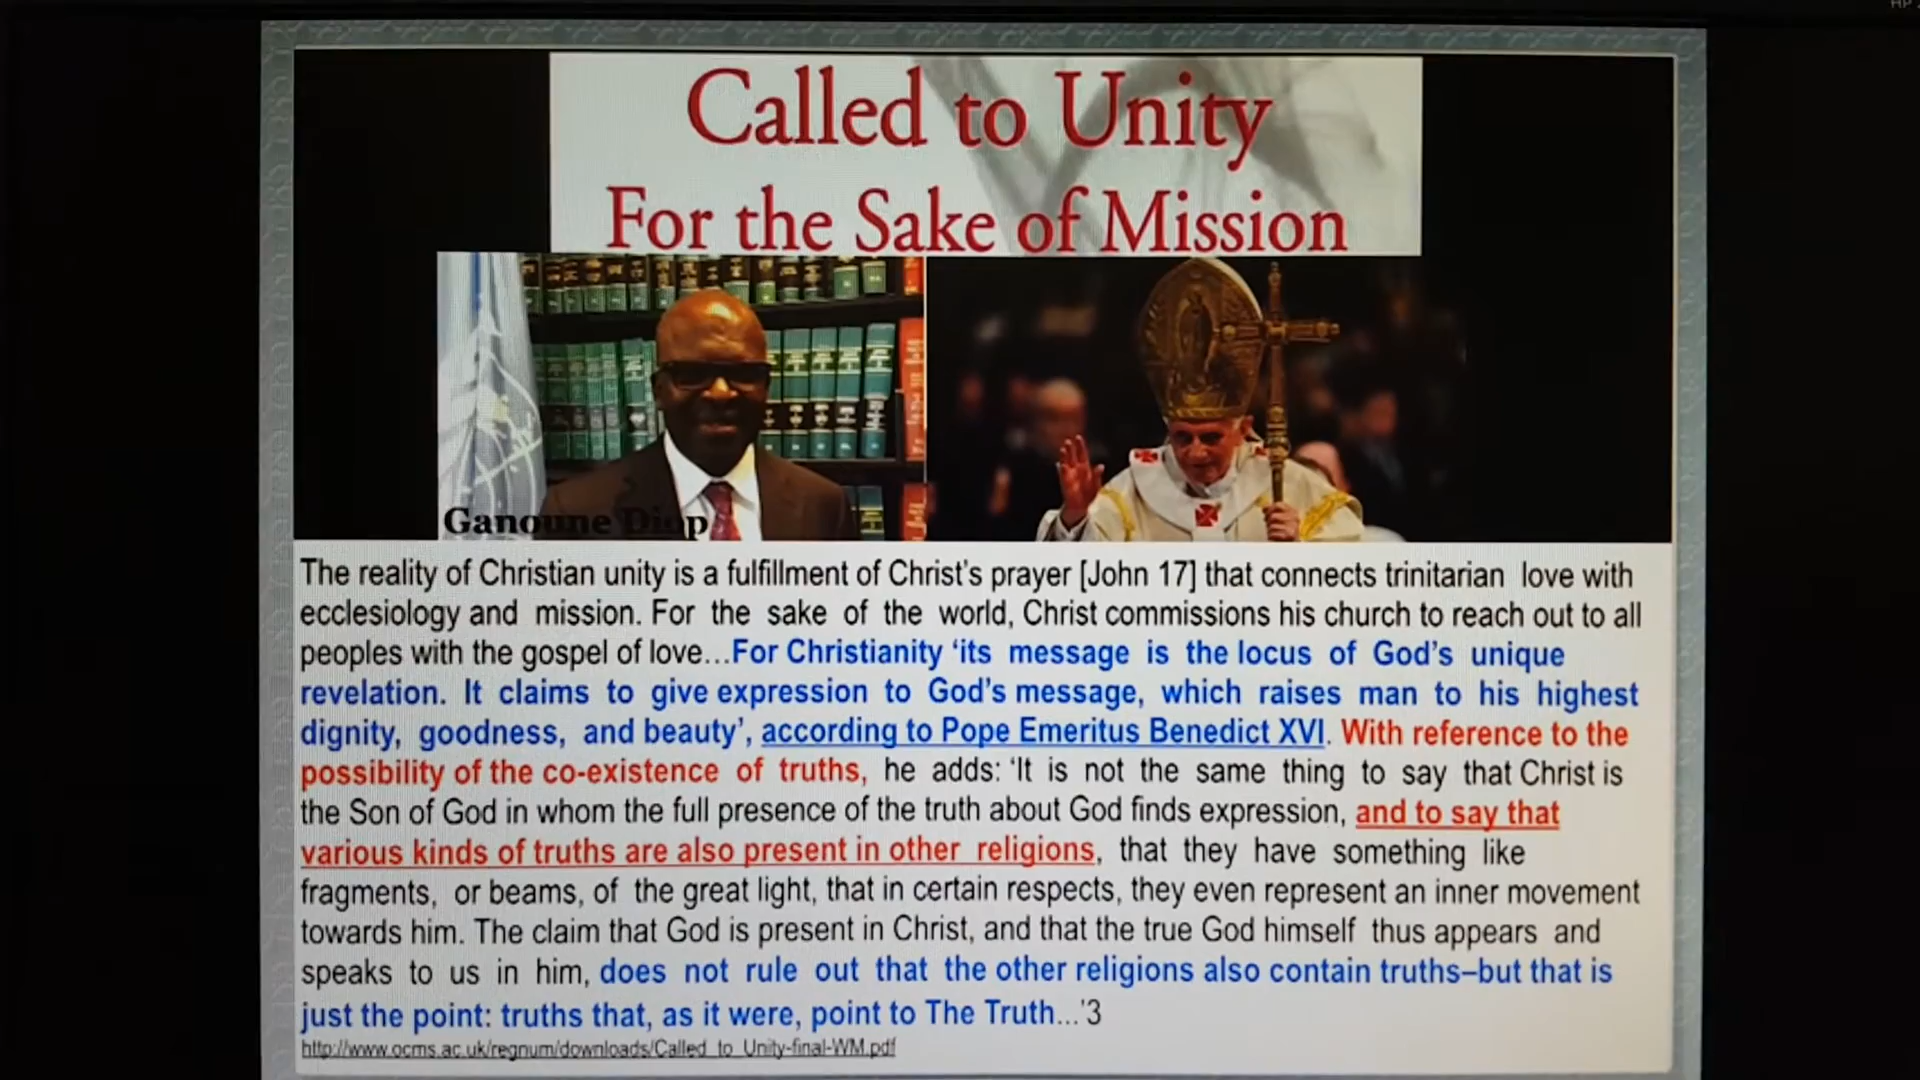 HP
Called to Unity
For the Sake of Mission
Ganoune Diop
The reality of Christian unity is a fulfillment of Christ's prayer [John 17] that connects trinitarian love with
ecclesiology and mission. For the sake of the world, Christ commissions his church to reach out to all
peoples with the gospel of love…For Christianity ‘its message is the locus of God's unique
revelation. It claims to give expression to God's message, which raises man to his highest
dignity, goodness, and beauty’, according to Pope Emeritus Benedict XVI. With reference to the
possibility of the co-existence of truths, he adds: ‘It is not the same thing to say that Christ is
the Son of God in whom the full presence of the truth about God finds expression, and to say that
various kinds of truths are also present in other religions, that they have something like
fragments, or beams, of the great light, that in certain respects, they even represent an inner movement
towards him. The claim that God is present in Christ, and that the true God himself thus appears and
speaks to us in him, does not rule out that the other religions also contain truths–but that is
just the point: truths that, as it were, point to The Truth…’3
http://www.ocms.ac.uk/regnum/downloads/Called_to_Unity-final-WM.pdf